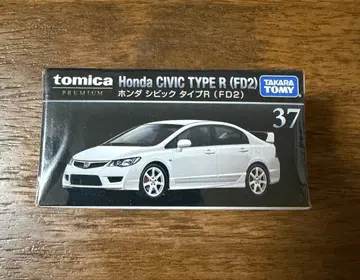 tomica
PREMIUM
Honda CIVIC TYPE R (FD2)
ホンダ シビック タイプR (FD2)
TAKARA
TOMY
37